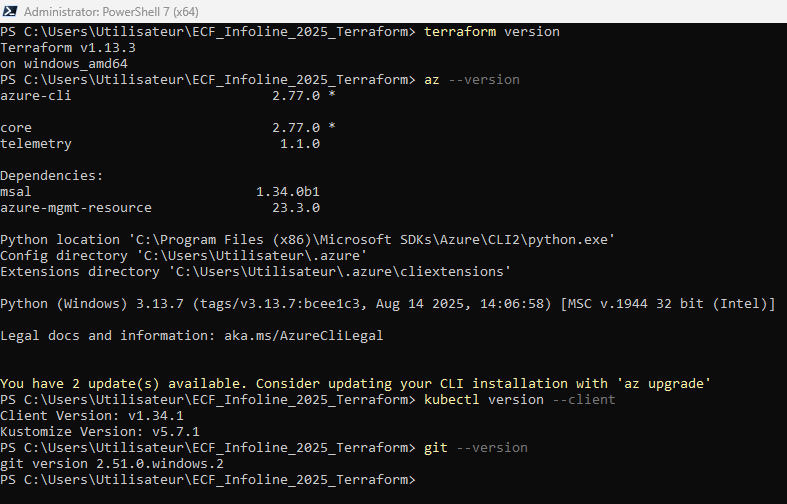 Administrator: PowerShell 7 (x64)
PS C:\Users\Utilisateur\ECF_Infoline_2025_Terraform> terraform version
Terraform v1.13.3
on windows_amd64
PS C:\Users\Utilisateur\ECF_Infoline_2025_Terraform> az --version
azure-cli                         2.77.0 *

core                              2.77.0 *
telemetry                          1.1.0

Dependencies:
msal                            1.34.0b1
azure-mgmt-resource               23.3.0

Python location 'C:\Program Files (x86)\Microsoft SDKs\Azure\CLI2\python.exe'
Config directory 'C:\Users\Utilisateur\.azure'
Extensions directory 'C:\Users\Utilisateur\.azure\cliextensions'

Python (Windows) 3.13.7 (tags/v3.13.7:bcee1c3, Aug 14 2025, 14:06:58) [MSC v.1944 32 bit (Intel)]

Legal docs and information: aka.ms/AzureCliLegal

You have 2 update(s) available. Consider updating your CLI installation with 'az upgrade'
PS C:\Users\Utilisateur\ECF_Infoline_2025_Terraform> kubectl version --client
Client Version: v1.34.1
Kustomize Version: v5.7.1
PS C:\Users\Utilisateur\ECF_Infoline_2025_Terraform> git --version
git version 2.51.0.windows.2
PS C:\Users\Utilisateur\ECF_Infoline_2025_Terraform>